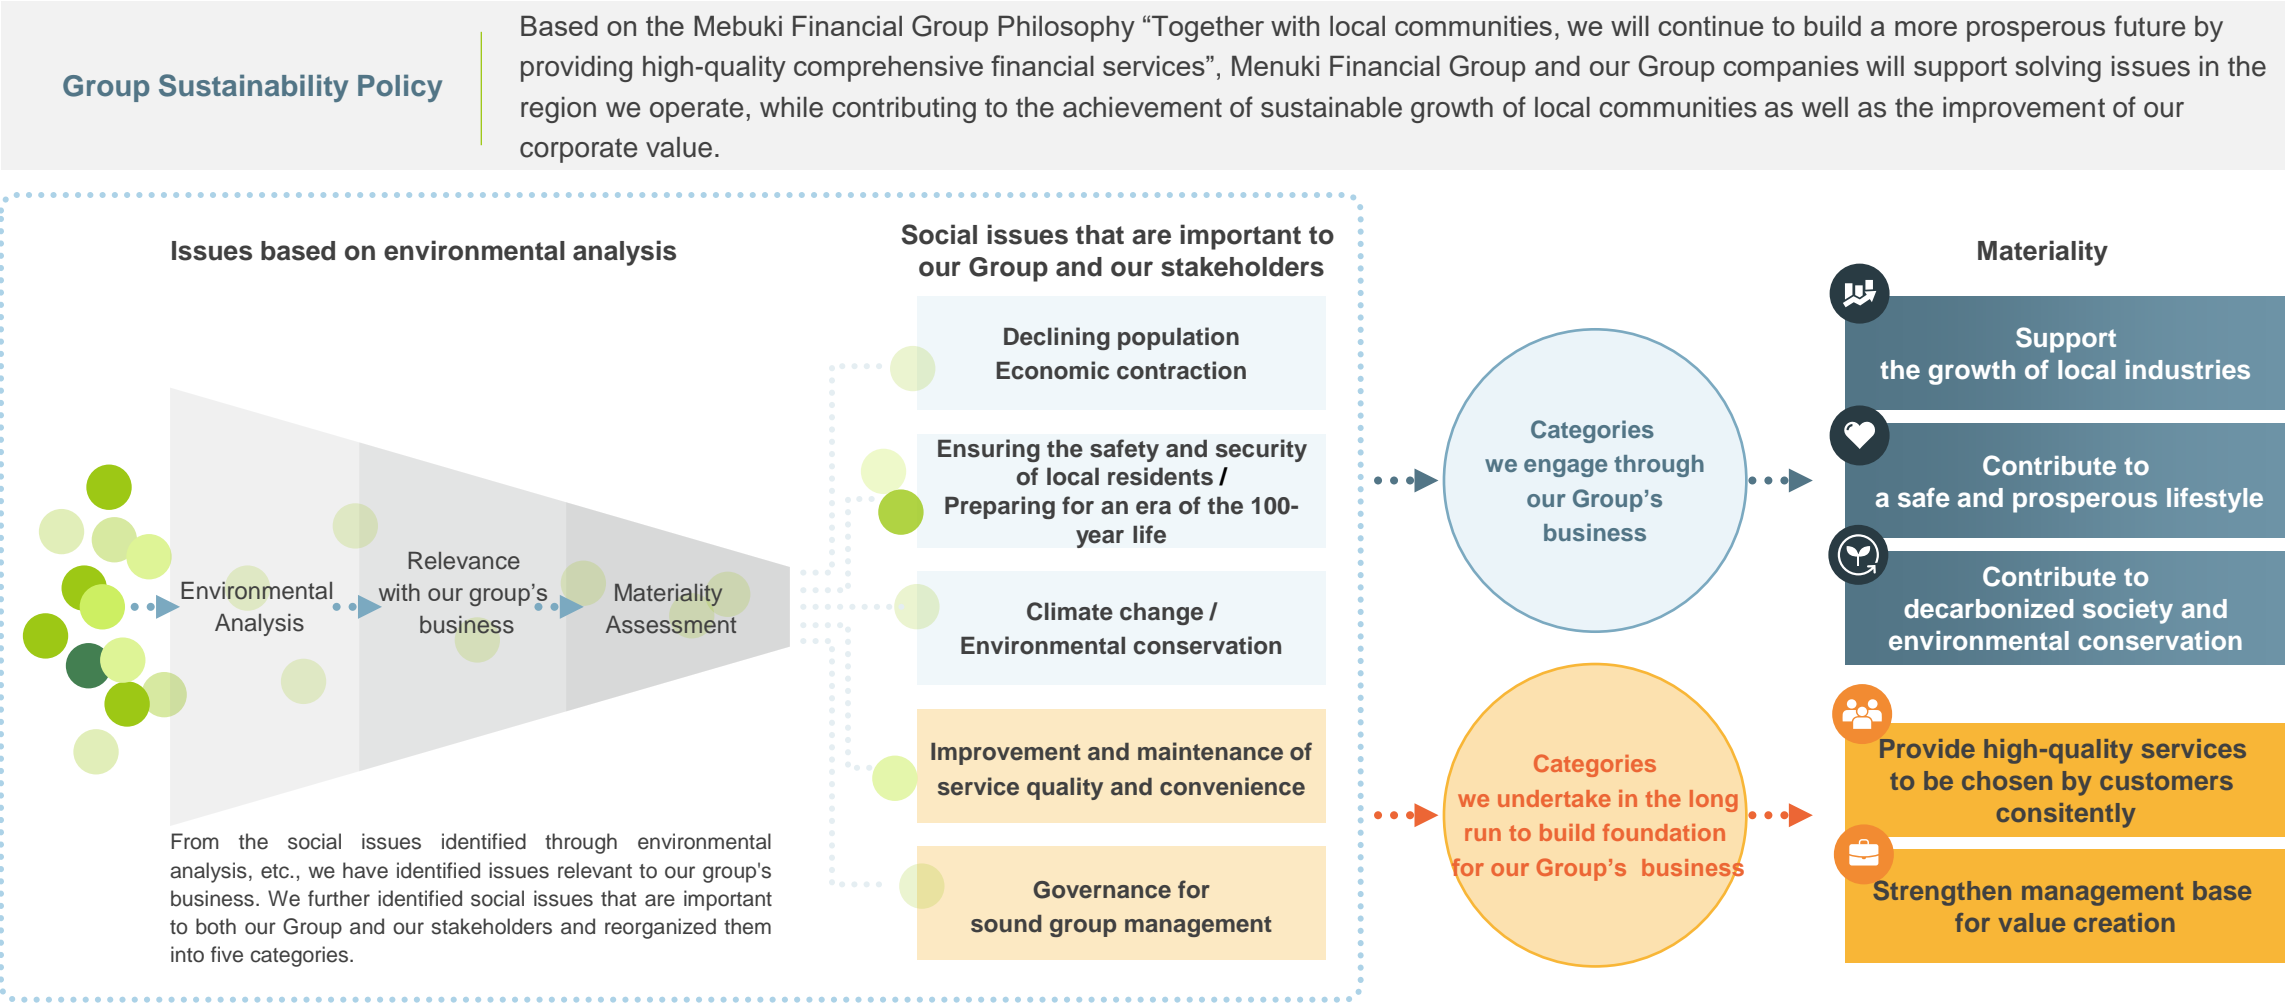 Group Sustainability Policy
Based on the Mebuki Financial Group Philosophy “Together with local communities, we will continue to build a more prosperous future by
providing high-quality comprehensive financial services”, Menuki Financial Group and our Group companies will support solving issues in the
region we operate, while contributing to the achievement of sustainable growth of local communities as well as the improvement of our
corporate value.
Issues based on environmental analysis
Environmental
Analysis
Relevance
with our group’s
business
Materiality
Assessment
From the social issues identified through environmental
analysis, etc., we have identified issues relevant to our group's
business. We further identified social issues that are important
to both our Group and our stakeholders and reorganized them
into five categories.
Social issues that are important to
our Group and our stakeholders
Declining population
Economic contraction
Ensuring the safety and security
of local residents /
Preparing for an era of the 100-
year life
Climate change /
Environmental conservation
Improvement and maintenance of
service quality and convenience
Governance for
sound group management
Categories
we engage through
our Group’s
business
Categories
we undertake in the long
run to build foundation
for our Group’s business
Materiality
Support
the growth of local industries
Contribute to
a safe and prosperous lifestyle
Contribute to
decarbonized society and
environmental conservation
Provide high-quality services
to be chosen by customers
consitently
Strengthen management base
for value creation